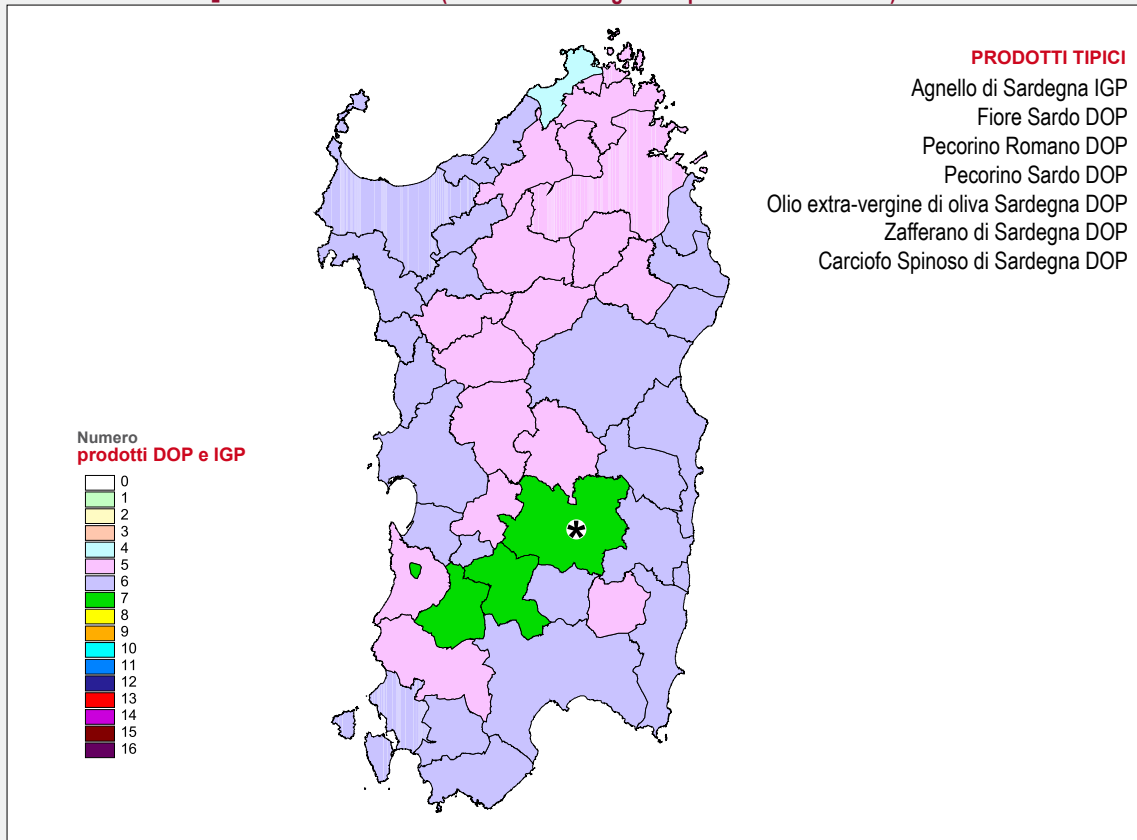 PRODOTTI TIPICI
Agnello di Sardegna IGP
Fiore Sardo DOP
Pecorino Romano DOP
Pecorino Sardo DOP
Olio extra-vergine di oliva Sardegna DOP
Zafferano di Sardegna DOP
Carciofo Spinoso di Sardegna DOP
Numero
prodotti DOP e IGP
0
1
2
3
4
5
6
7
8
9
10
11
12
13
14
15
16
*